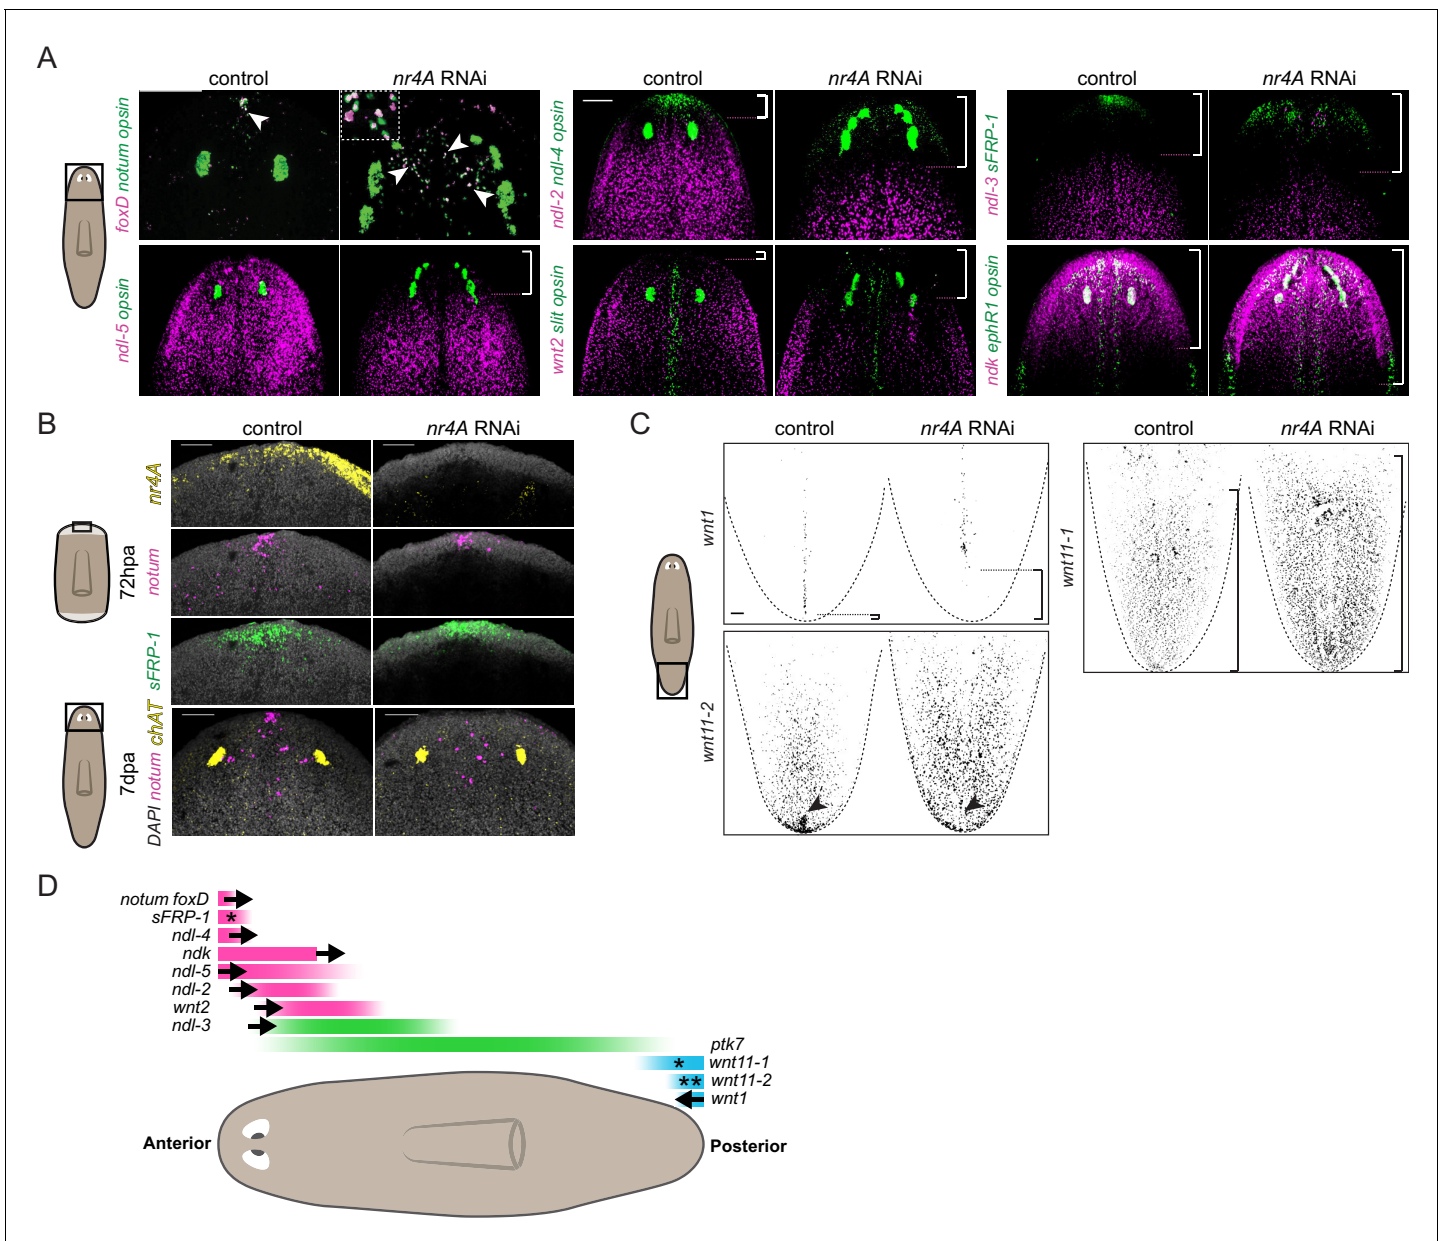 A
control
nr4A RNAi
control
nr4A RNAi
control
nr4A RNAi
foxD notum opsin
ndl-2 ndl-4 opsin
ndl-3 sFRP-1
ndl-5 opsin
wnt2 slit opsin
ndk ephR1 opsin
B
control
nr4A RNAi
nr4A
notum
sFRP-1
72hpa
DAPI notum chAT
7dpa
C
control
nr4A RNAi
control
nr4A RNAi
wnt1
wnt11-1
wnt11-2
D
notum foxD
sFRP-1
*
ndl-4
ndk
ndl-5
ndl-2
wnt2
ndl-3
ptk7
* wnt11-1
** wnt11-2
wnt1
Anterior
Posterior